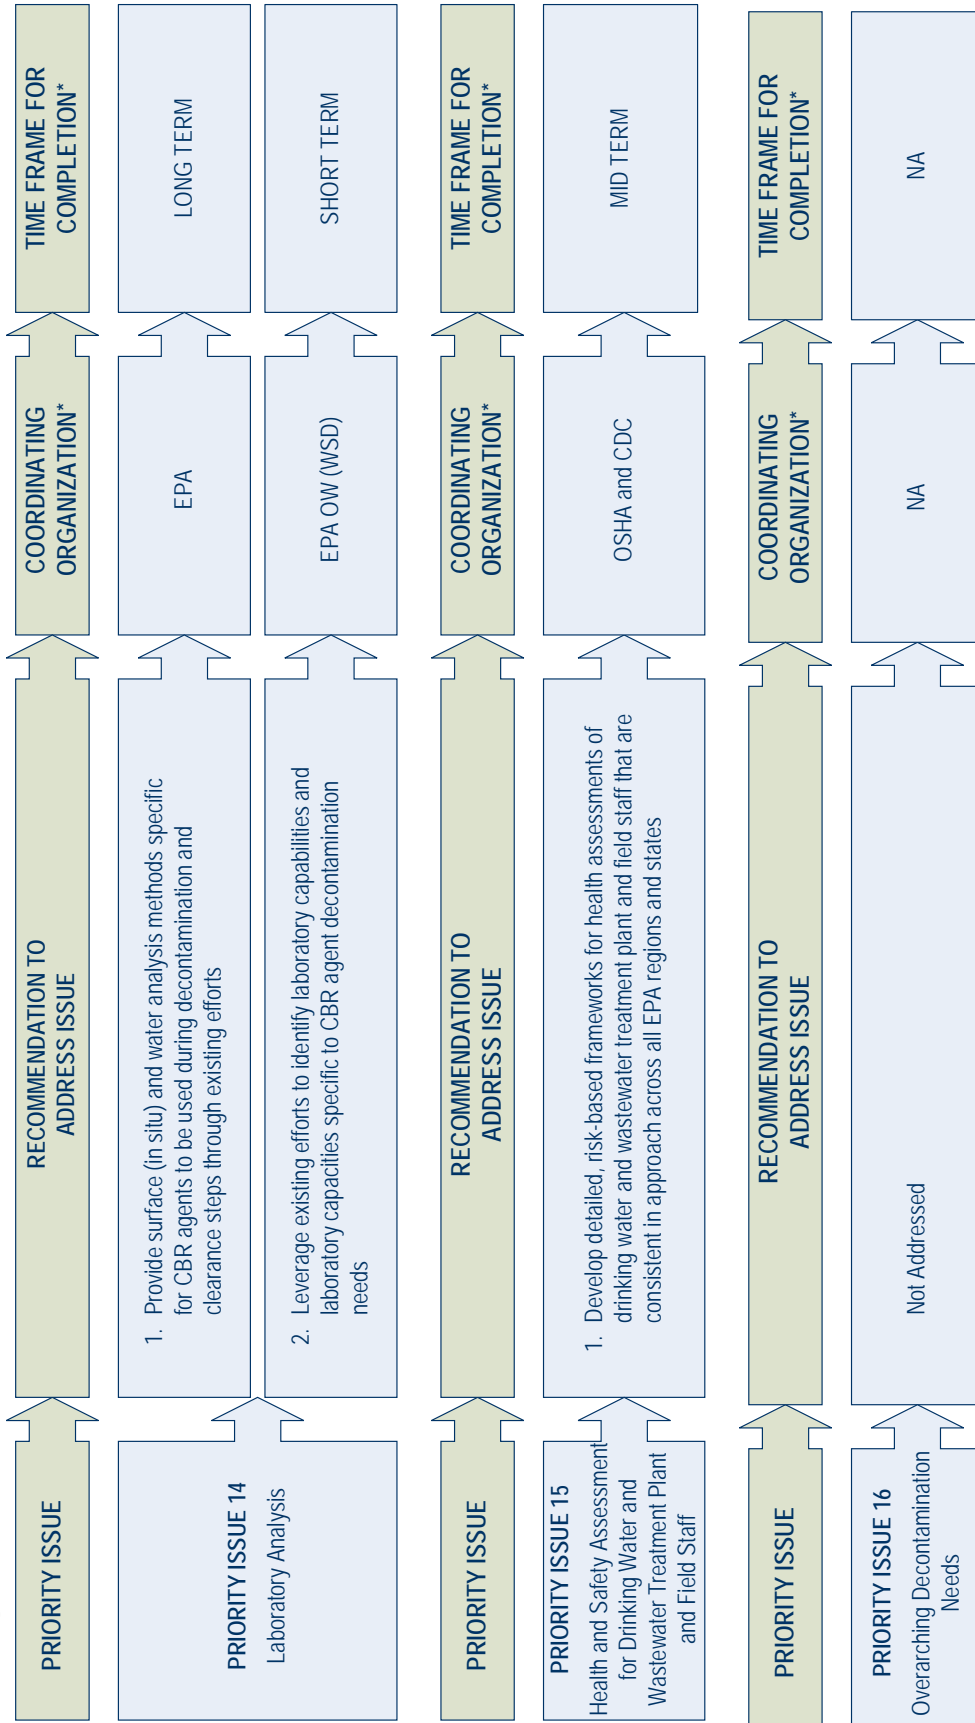 PRIORITY ISSUE
RECOMMENDATION TO
ADDRESS ISSUE
COORDINATING
ORGANIZATION*
TIME FRAME FOR
COMPLETION*
PRIORITY ISSUE 14
Laboratory Analysis
1. Provide surface (in situ) and water analysis methods specific
for CBR agents to be used during decontamination and
clearance steps through existing efforts
EPA
LONG TERM
2. Leverage existing efforts to identify laboratory capabilities and
laboratory capacities specific to CBR agent decontamination
needs
EPA OW (WSD)
SHORT TERM
PRIORITY ISSUE
RECOMMENDATION TO
ADDRESS ISSUE
COORDINATING
ORGANIZATION*
TIME FRAME FOR
COMPLETION*
PRIORITY ISSUE 15
Health and Safety Assessment
for Drinking Water and
Wastewater Treatment Plant
and Field Staff
1. Develop detailed, risk-based frameworks for health assessments of
drinking water and wastewater treatment plant and field staff that are
consistent in approach across all EPA regions and states
OSHA and CDC
MID TERM
PRIORITY ISSUE
RECOMMENDATION TO
ADDRESS ISSUE
COORDINATING
ORGANIZATION*
TIME FRAME FOR
COMPLETION*
PRIORITY ISSUE 16
Overarching Decontamination
Needs
Not Addressed
NA
NA